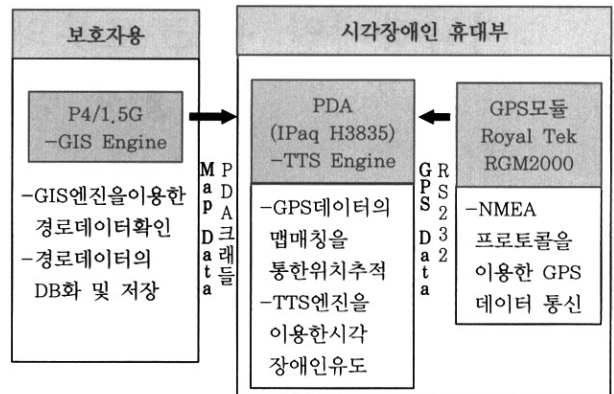 보호자용
P4/1.5G
-GIS Engine
-GIS엔진을이용한
경로데이터확인
-경로데이터의
DB화 및 저장
Map Data
PDA크래들
시각장애인 휴대부
PDA
(IPaq H3835)
-TTS Engine
-GPS데이터의
맵매칭을
통한위치추적
-TTS엔진을
이용한시각
장애인유도
GPS Data
RS232
GPS모듈
Royal Tek
RGM2000
-NMEA
프로토콜을
이용한 GPS
데이터 통신